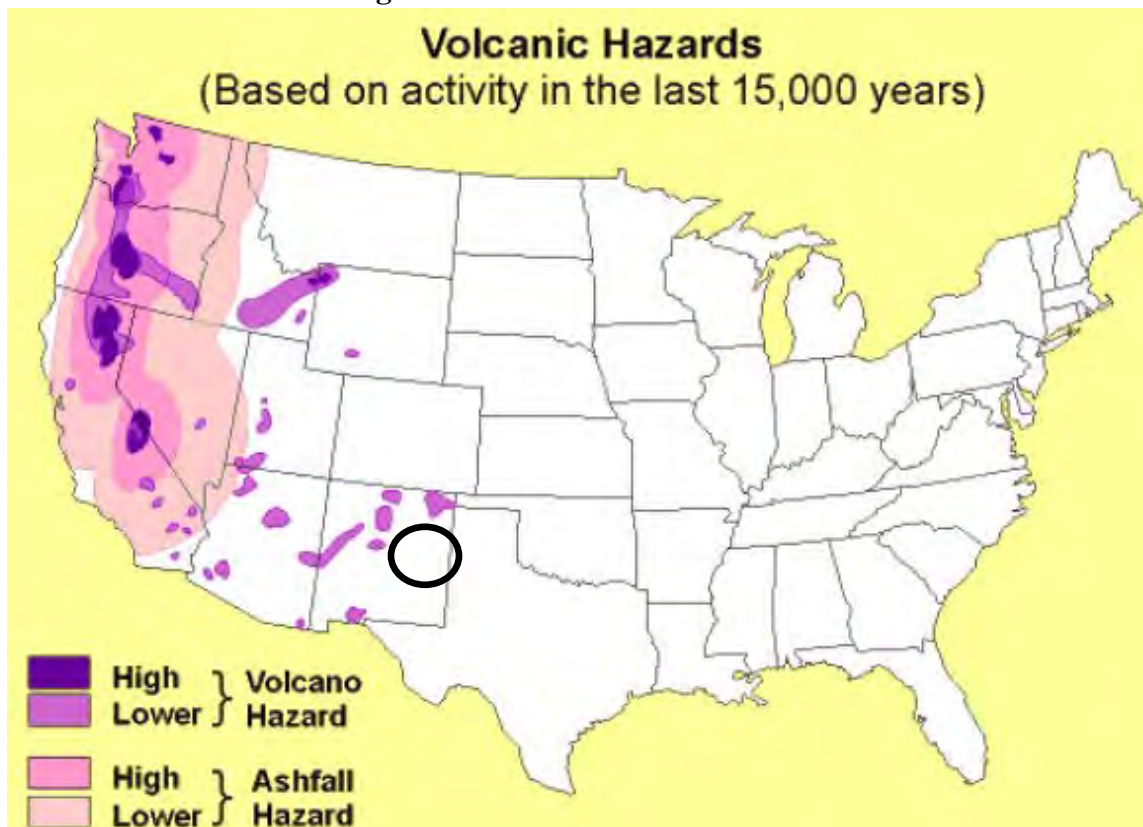 Volcanic Hazards
(Based on activity in the last 15,000 years)
High } Volcano
Lower } Hazard
High } Ashfall
Lower } Hazard